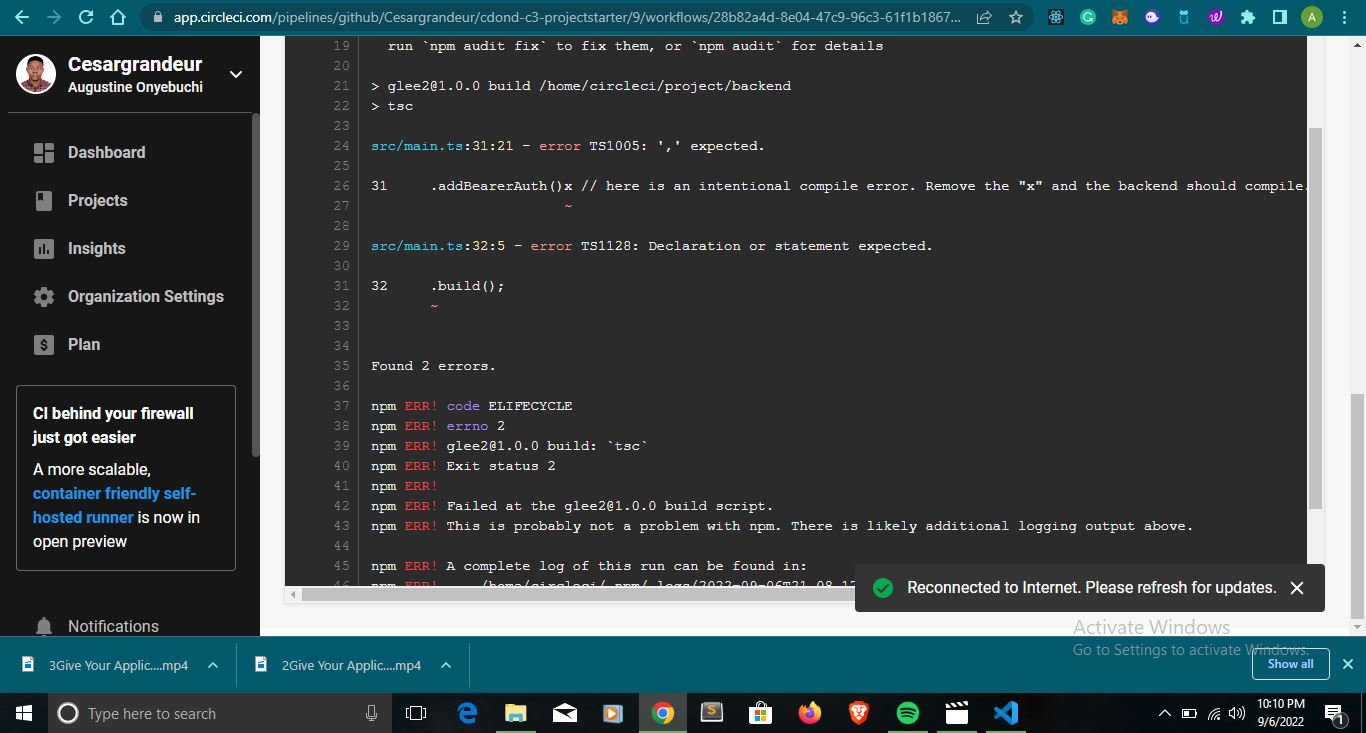 app.circleci.com/pipelines/github/Cesargrandeur/cdond-c3-projectstarter/9/workflows/28b82a4d-8e04-47c9-96c3-61f1b1867...
A
Cesargrandeur
Augustine Onyebuchi
Dashboard
Projects
Insights
Organization Settings
Plan
CI behind your firewall
just got easier
A more scalable,
container friendly self-
hosted runner is now in
open preview
Notifications
19 run `npm audit fix` to fix them, or `npm audit` for details
20
21 > glee2@1.0.0 build /home/circleci/project/backend
22 > tsc
23
24 src/main.ts:31:21 - error TS1005: ',' expected.
25
26 31 .addBearerAuth()x // here is an intentional compile error. Remove the "x" and the backend should compile.
27 ~
28
29 src/main.ts:32:5 - error TS1128: Declaration or statement expected.
30
31 32 .build();
32 ~
33
34
35 Found 2 errors.
36
37 npm ERR! code ELIFECYCLE
38 npm ERR! errno 2
39 npm ERR! glee2@1.0.0 build: `tsc`
40 npm ERR! Exit status 2
41 npm ERR!
42 npm ERR! Failed at the glee2@1.0.0 build script.
43 npm ERR! This is probably not a problem with npm. There is likely additional logging output above.
44
45 npm ERR! A complete log of this run can be found in:
46 npm ERR! /home/circleci/.npm/_logs/2022-09-06T21_08_17
Reconnected to Internet. Please refresh for updates.
Activate Windows
Go to Settings to activate Windows.
3Give Your Applic....mp4
2Give Your Applic....mp4
Show all
Type here to search
10:10 PM
9/6/2022
1